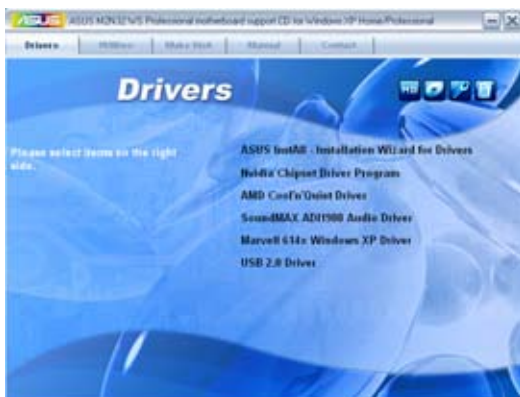 ASUS M2N32 WS Professional motherboard support CD for Windows XP Home/Professional
Drivers Utilities Make Disk Manual Contact
Drivers
Please select items on the right side.
ASUS InstAll - Installation Wizard for Drivers
Nvidia Chipset Driver Program
AMD Cool'n'Quiet Driver
SoundMAX ADI1988 Audio Driver
Marvell 614x Windows XP Driver
USB 2.0 Driver